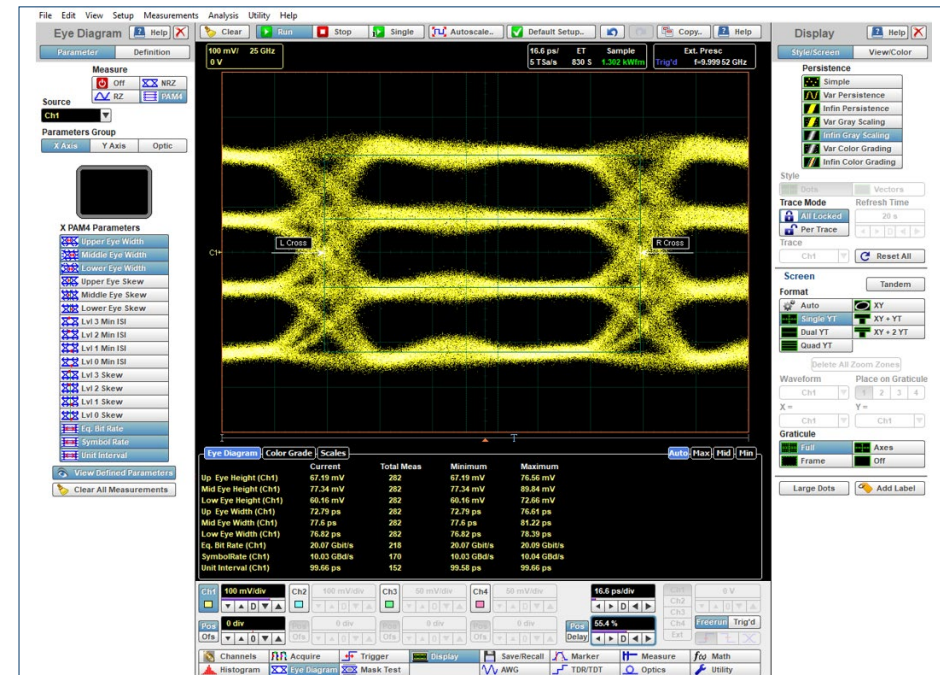 File Edit View Setup Measurements Analysis Utility Help
Eye Diagram Help X
Clear Run Stop Single Autoscale.. Default Setup.. Copy.. Help
Display Help X
Parameter Definition
Measure
Off NRZ
RZ PAM4
Source
Ch1
Parameters Group
X Axis Y Axis Optic
X PAM4 Parameters
Upper Eye Width
Middle Eye Width
Lower Eye Width
Upper Eye Skew
Middle Eye Skew
Lower Eye Skew
Lvl 3 Min ISI
Lvl 2 Min ISI
Lvl 1 Min ISI
Lvl 0 Min ISI
Lvl 3 Skew
Lvl 2 Skew
Lvl 1 Skew
Lvl 0 Skew
Eq. Bit Rate
Symbol Rate
Unit Interval
View Defined Parameters
Clear All Measurements
100 mV/ 25 GHz
0 V
16.6 ps/ ET Sample
5 TSa/s 830 S 1.302 kWfm
Ext. Presc
Trig'd f=9.999 52 GHz
C1
L Cross
R Cross
T
Eye Diagram Color Grade Scales Auto Max Mid Min
Current Total Meas Minimum Maximum
Up Eye Height (Ch1) 67.19 mV 282 67.19 mV 76.56 mV
Mid Eye Height (Ch1) 77.34 mV 282 77.34 mV 89.84 mV
Low Eye Height (Ch1) 60.16 mV 282 60.16 mV 72.66 mV
Up Eye Width (Ch1) 72.79 ps 282 72.79 ps 76.61 ps
Mid Eye Width (Ch1) 77.6 ps 282 77.6 ps 81.22 ps
Low Eye Width (Ch1) 76.82 ps 282 76.82 ps 78.39 ps
Eq. Bit Rate (Ch1) 20.07 Gbit/s 218 20.07 Gbit/s 20.09 Gbit/s
SymbolRate (Ch1) 10.03 GBd/s 170 10.03 GBd/s 10.04 GBd/s
Unit Interval (Ch1) 99.66 ps 152 99.58 ps 99.66 ps
Style/Screen View/Color
Persistence
Simple
Var Persistence
Infin Persistence
Var Gray Scaling
Infin Gray Scaling
Var Color Grading
Infin Color Grading
Style
Dots Vectors
Trace Mode Refresh Time
All Locked 20 s
Per Trace D
Trace
Ch1 Reset All
Screen
Tandem
Format
Auto XY
Single YT XY + YT
Dual YT XY + 2 YT
Quad YT
Delete All Zoom Zones
Waveform Place on Graticule
Ch1 1 2 3 4
X = Y =
Ch1 Ch1
Graticule
Full Axes
Frame Off
Large Dots Add Label
Ch1 100 mV/div Ch2 100 mV/div Ch3 50 mV/div Ch4 50 mV/div 16.6 ps/div Ch1 0 V
D D D D D Ch2
Ch3
Pos 0 div Pos 0 div Pos 0 div Pos 0 div Pos 55.4 % Ch4 Freerun Trig'd
Ofs 0 Ofs 0 Ofs 0 Ofs 0 Delay D Ext
Channels Acquire Trigger Display Save/Recall Marker Measure f(x) Math
Histogram Eye Diagram Mask Test AWG TDR/TDT Optics Utility